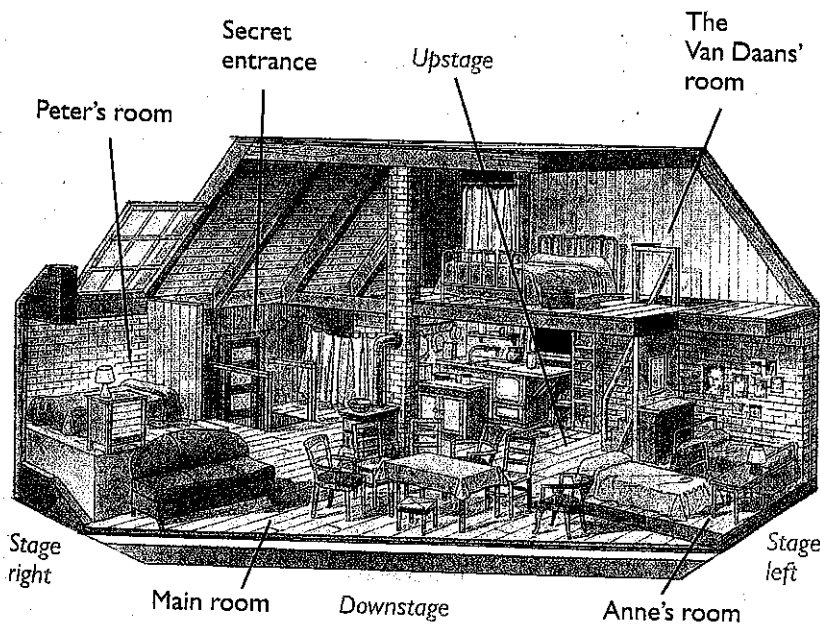 The
Van Daans'
room
Secret
entrance
Upstage
Peter's room
Stage
right
Stage
left
Main room
Downstage
Anne's room